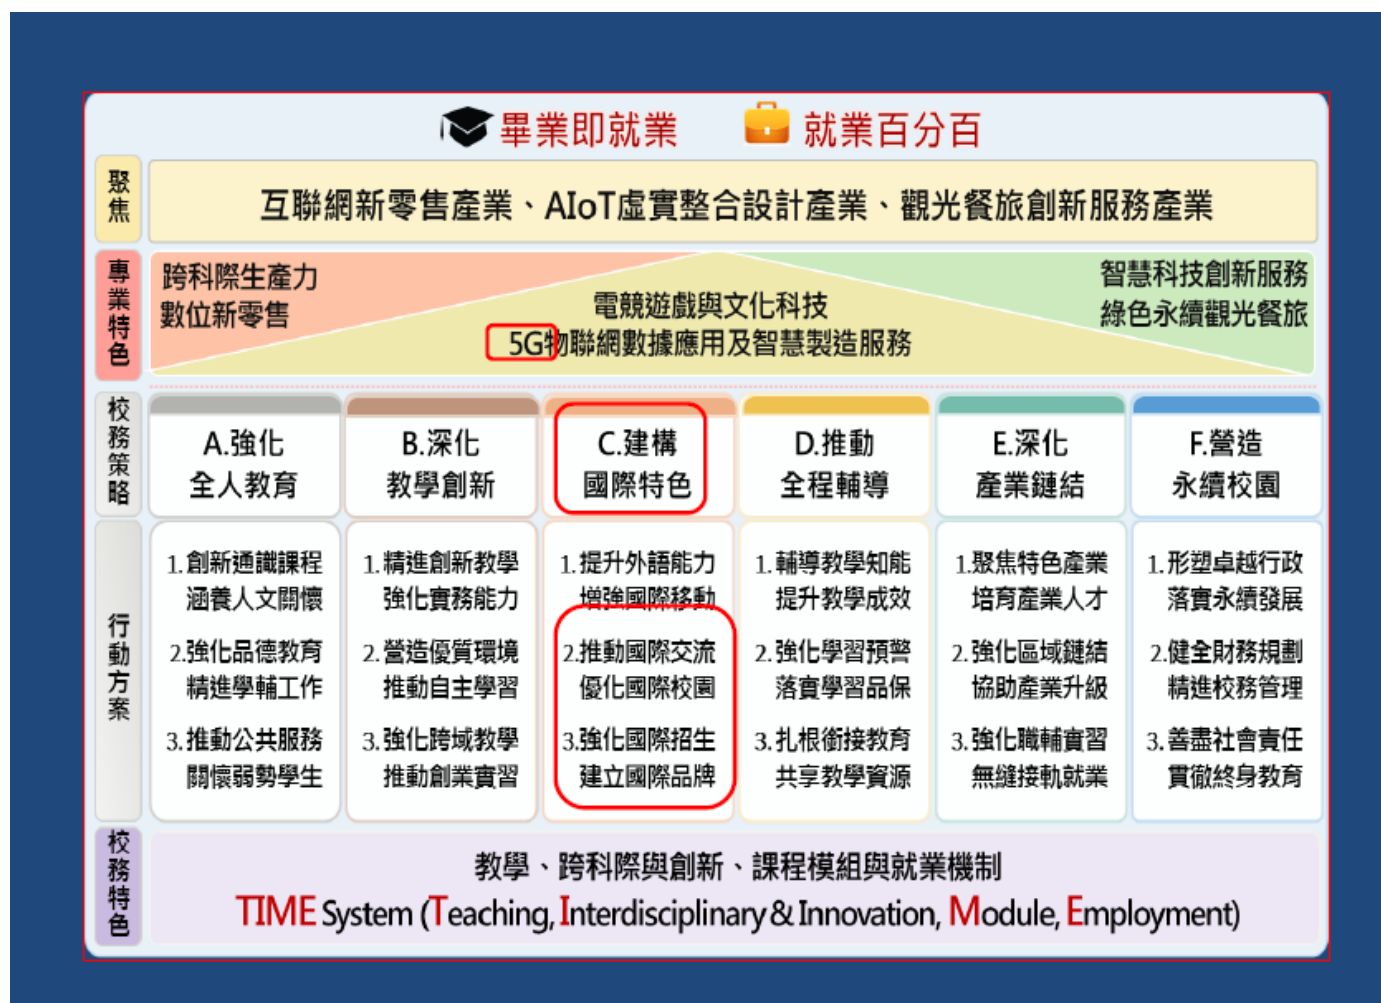 畢業即就業 就業百分百
聚焦
互聯網新零售產業、AIoT虛實整合設計產業、觀光餐旅創新服務產業
專業特色
跨科際生產力
數位新零售
電競遊戲與文化科技
5G物聯網數據應用及智慧製造服務
智慧科技創新服務
綠色永續觀光餐旅
校務策略
A.強化
全人教育
B.深化
教學創新
C.建構
國際特色
D.推動
全程輔導
E.深化
產業鏈結
F.營造
永續校園
行動方案
1.創新通識課程
涵養人文關懷
2.強化品德教育
精進學輔工作
3.推動公共服務
關懷弱勢學生
1.精進創新教學
強化實務能力
2.營造優質環境
推動自主學習
3.強化跨域教學
推動創業實習
1.提升外語能力
增強國際移動
2.推動國際交流
優化國際校園
3.強化國際招生
建立國際品牌
1.輔導教學知能
提升教學成效
2.強化學習預警
落實學習品保
3.扎根銜接教育
共享教學資源
1.聚焦特色產業
培育產業人才
2.強化區域鏈結
協助產業升級
3.強化職輔實習
無縫接軌就業
1.形塑卓越行政
落實永續發展
2.健全財務規劃
精進校務管理
3.善盡社會責任
貫徹終身教育
校務特色
教學、跨科際與創新、課程模組與就業機制
TIME System (Teaching, Interdisciplinary & Innovation, Module, Employment)